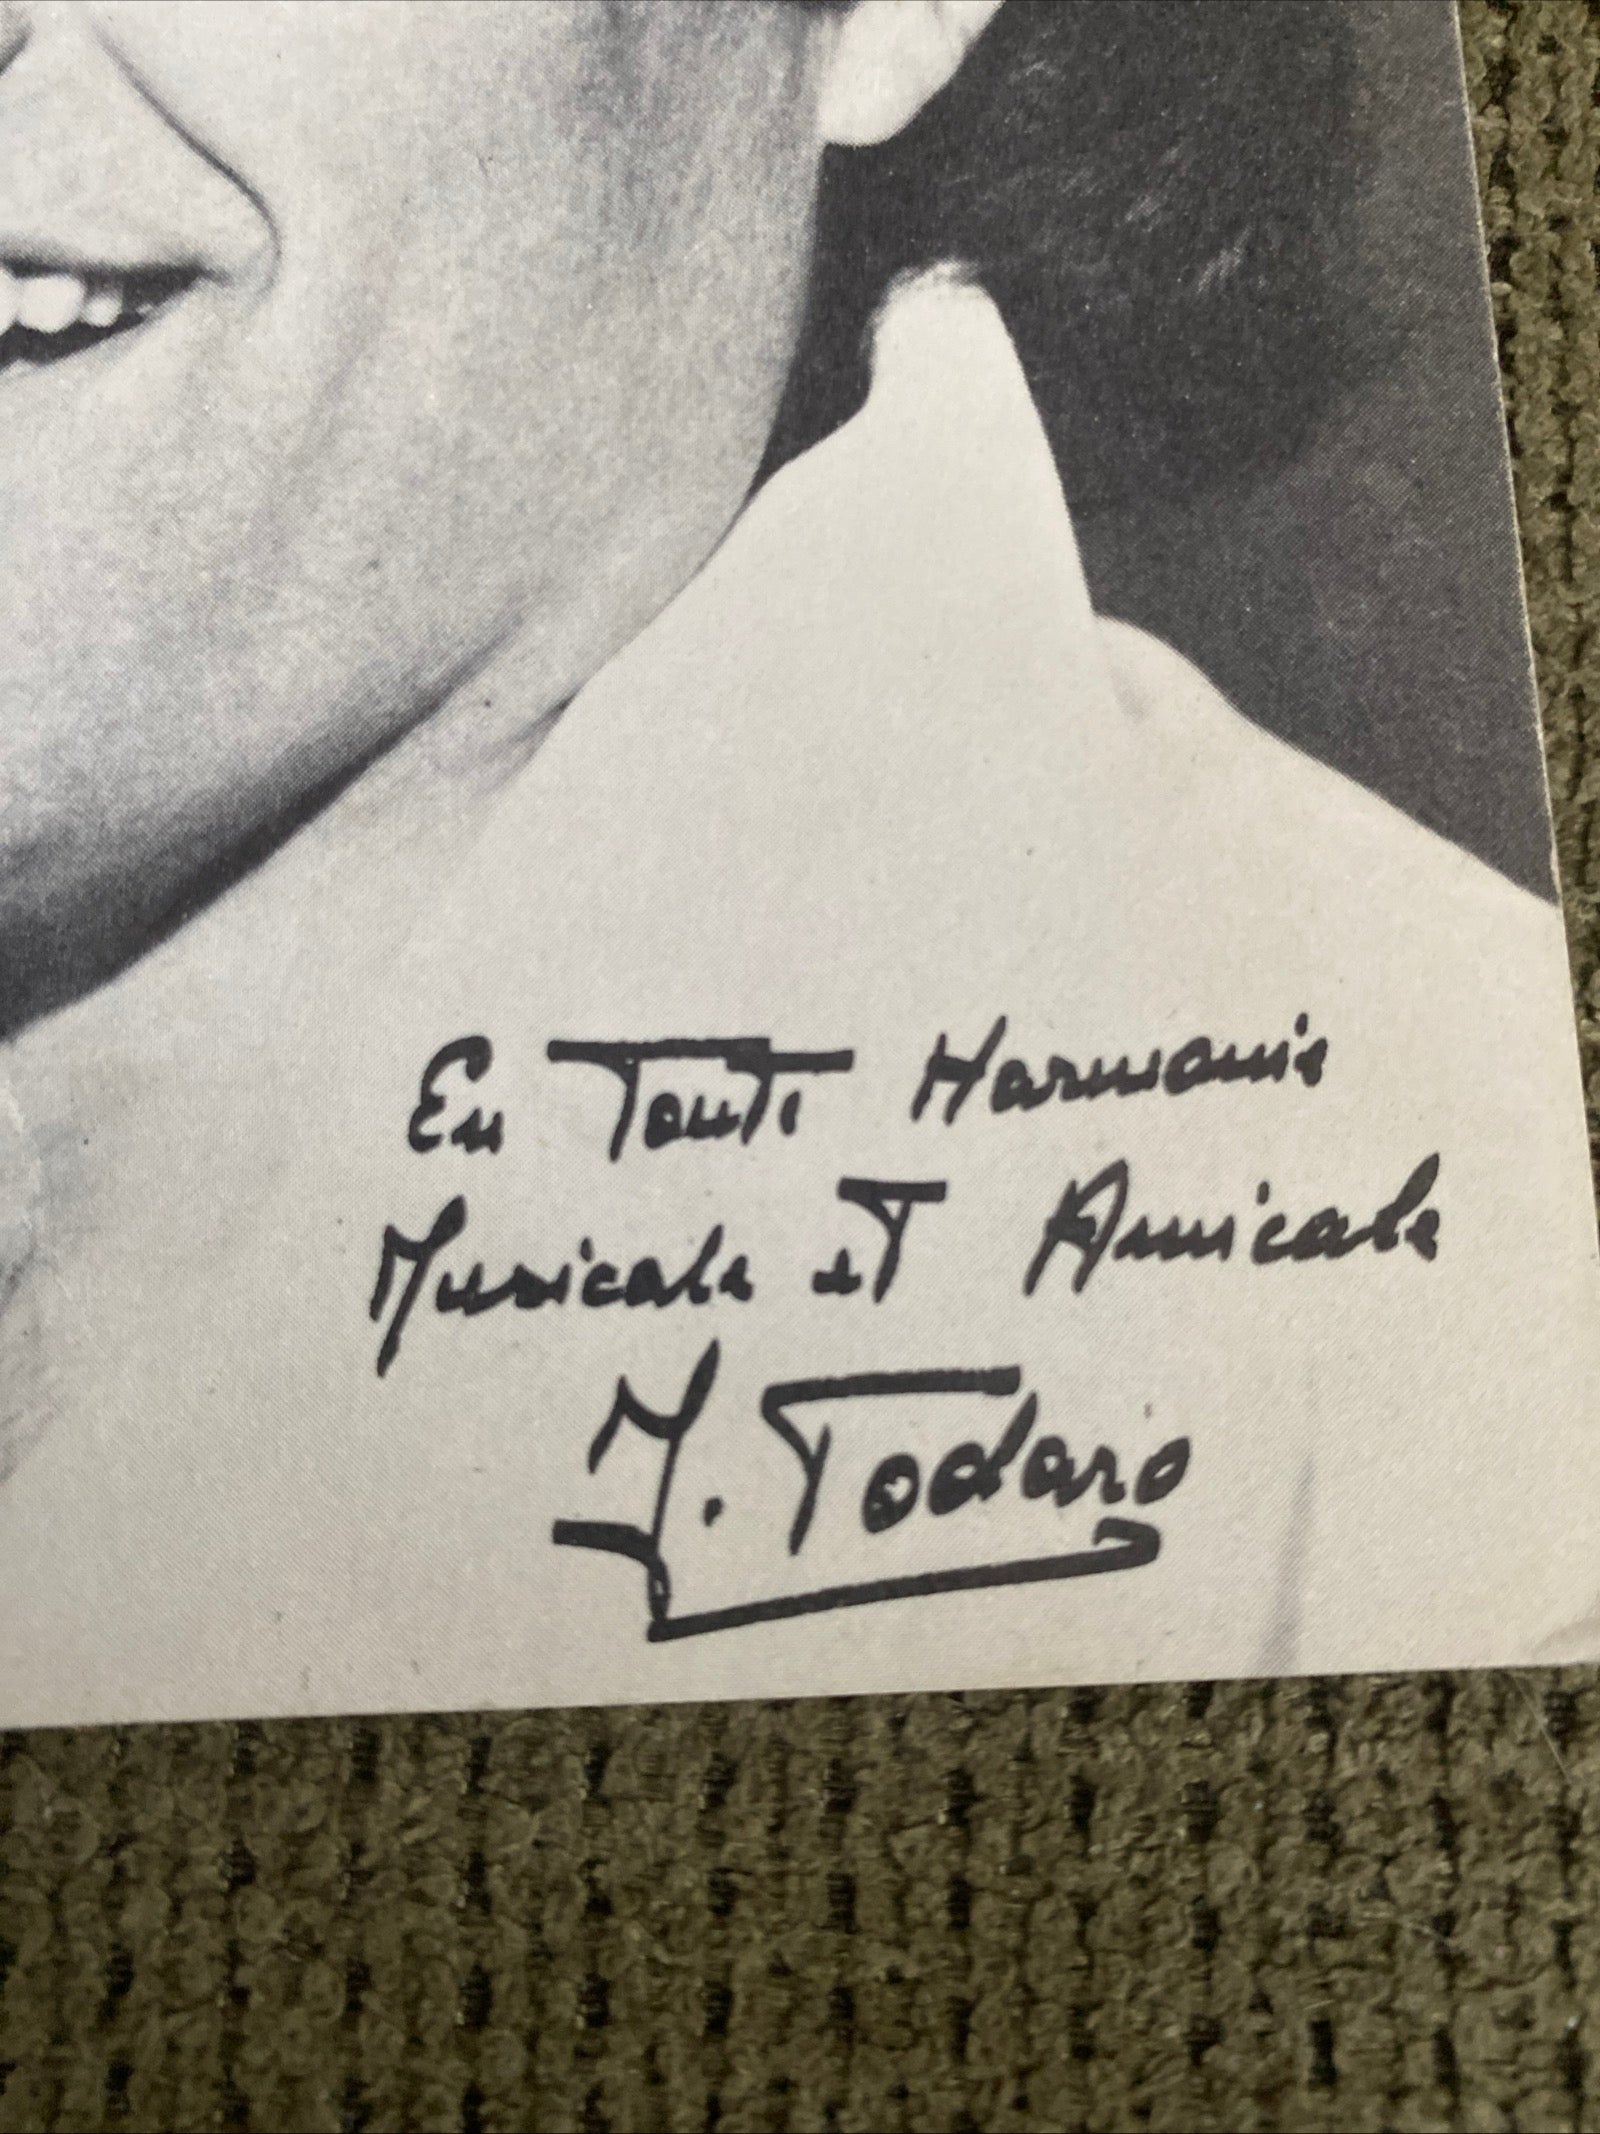 En Toute Harmonie
Musicale et Amicale
J. Todaro